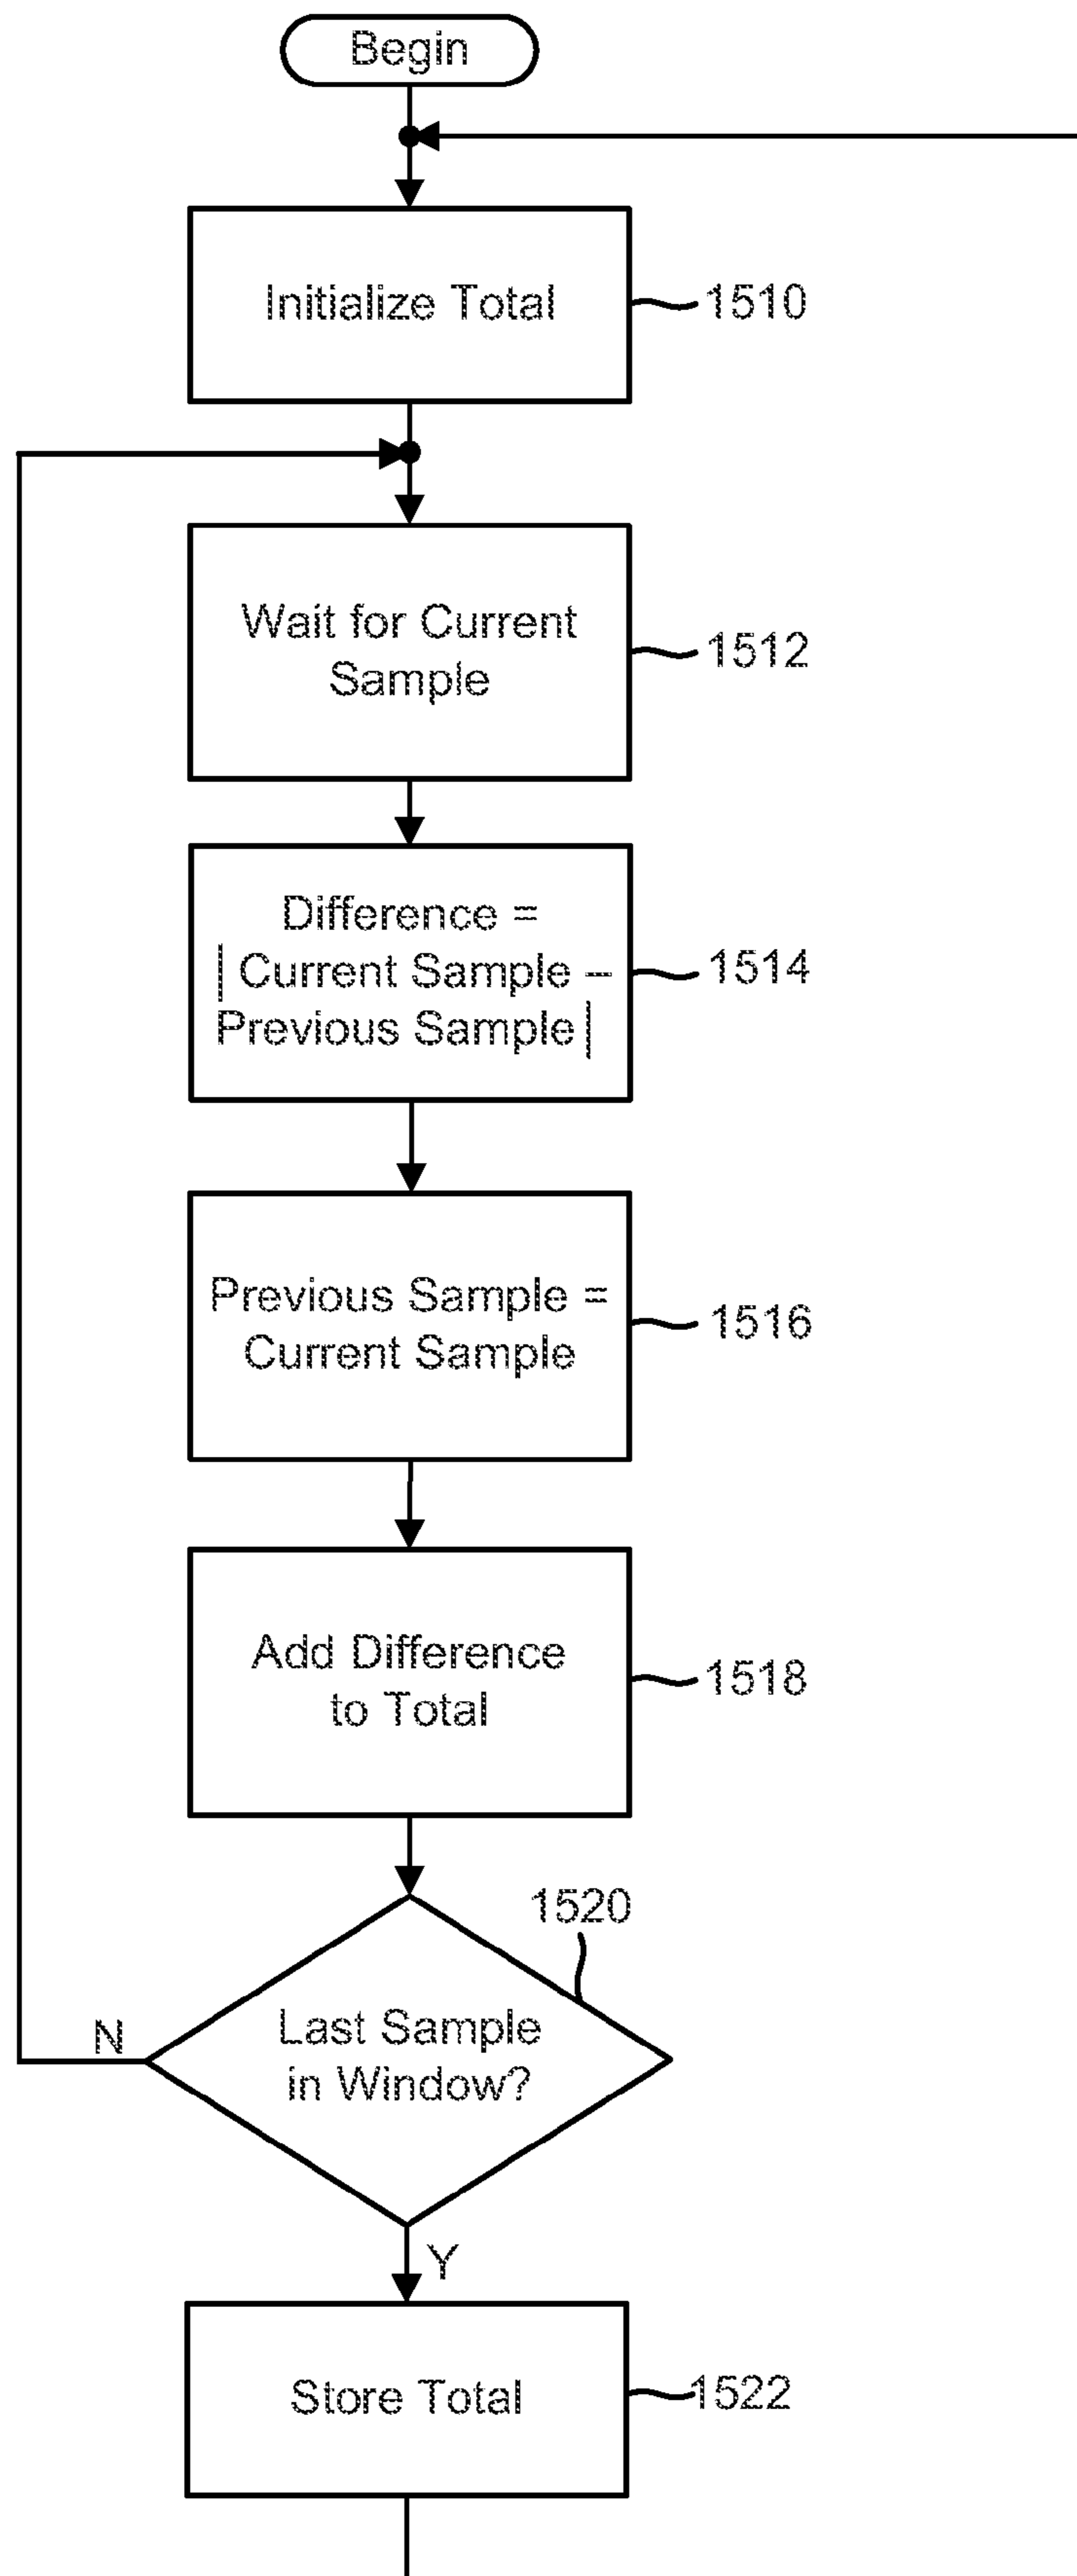 Begin
Initialize Total
1510
Wait for Current
Sample
1512
Difference =
| Current Sample –
Previous Sample |
1514
Previous Sample =
Current Sample
1516
Add Difference
to Total
1518
1520
Last Sample
in Window?
N
Y
Store Total
1522